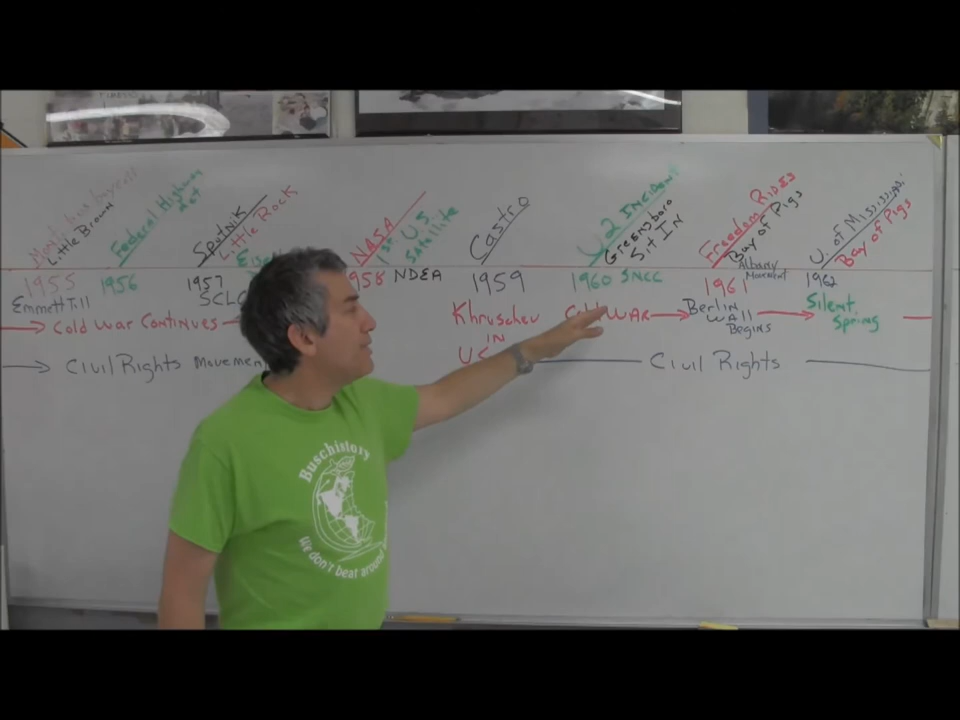 Montg. bus boycott
Little Brown
1955
Emmett Till
Federal Highway
Act
1956
Sputnik
Little Rock
1957
SCLC
NASA
1st US
Satellite
1958 NDEA
Castro
1959
Khruschev
IN
U2 INCIDENT
Greensboro
Sit IN
1960 SNCC
Freedom RIDES
Bay of Pigs
Albany
Movement
1961
Berlin
Wall
Begins
U. of Mississippi
Bay of Pigs
1962
Silent
Spring
Cold War Continues
WAR
Civil Rights Movement
Civil Rights
Buschistory
We don't beat around